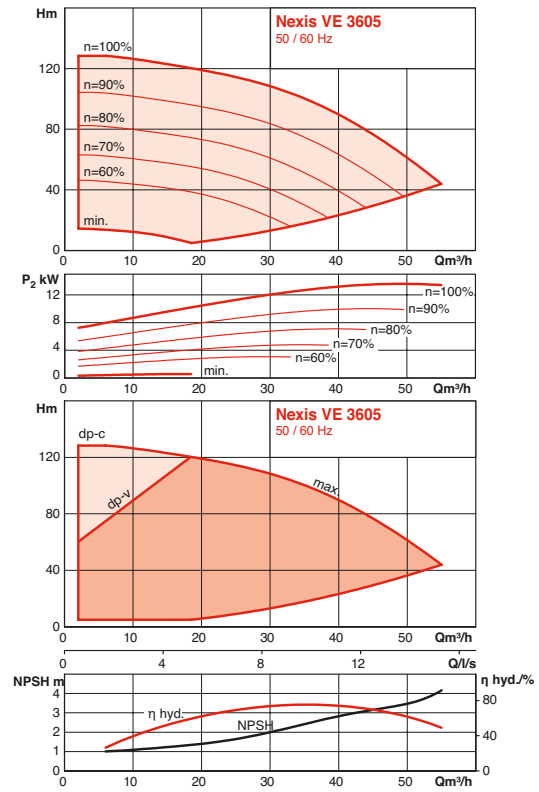 Hm
Nexis VE 3605
50 / 60 Hz
n=100%
n=90%
n=80%
n=70%
n=60%
min.
120
80
40
0
0 10 20 30 40 50 Qm³/h
P₂ kW
12
8
4
0
n=100%
n=90%
n=80%
n=70%
n=60%
min.
0 10 20 30 40 50 Qm³/h
Hm
Nexis VE 3605
50 / 60 Hz
dp-c
dp-v
max.
120
80
40
0
0 10 20 30 40 50 Qm³/h
0 4 8 12 Q/l/s
NPSH m
η hyd./%
4
3
2
1
0
80
40
0
η hyd.
NPSH
0 10 20 30 40 50 Qm³/h